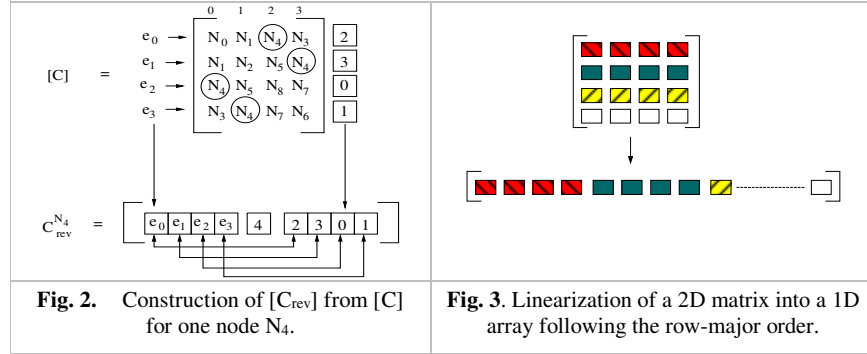 0 1 2 3
e0 → N0 N1 N4 N3 2
e1 → N1 N2 N5 N4 3
[C] =
e2 → N4 N5 N8 N7 0
e3 → N3 N4 N7 N6 1
C rev N4 = e0 e1 e2 e3 4 2 3 0 1
Fig. 2. Construction of [Crev] from [C]
for one node N4.
Fig. 3. Linearization of a 2D matrix into a 1D
array following the row-major order.